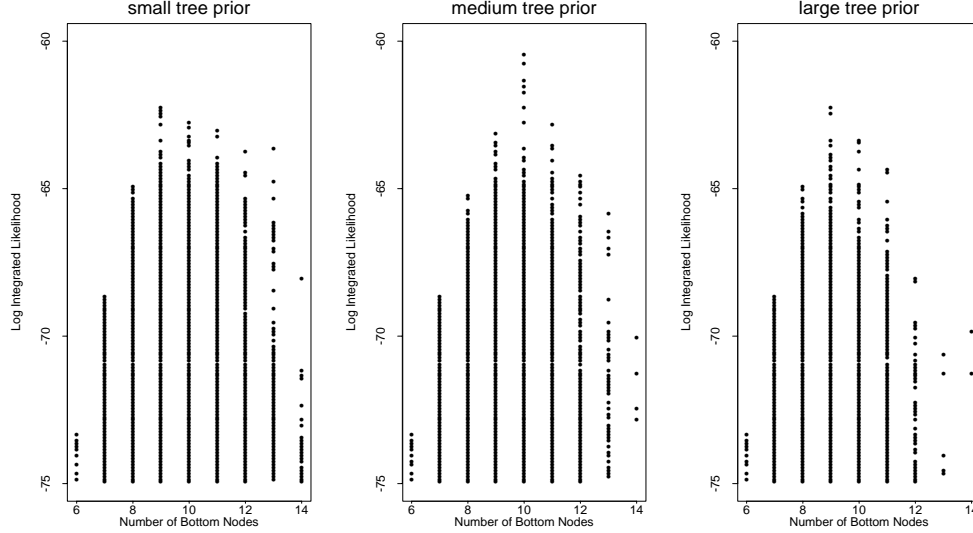 small tree prior
Log Integrated Likelihood
-60
-65
-70
-75
6 8 10 12 14
Number of Bottom Nodes
medium tree prior
Log Integrated Likelihood
-60
-65
-70
-75
6 8 10 12 14
Number of Bottom Nodes
large tree prior
Log Integrated Likelihood
-60
-65
-70
-75
6 8 10 12 14
Number of Bottom Nodes